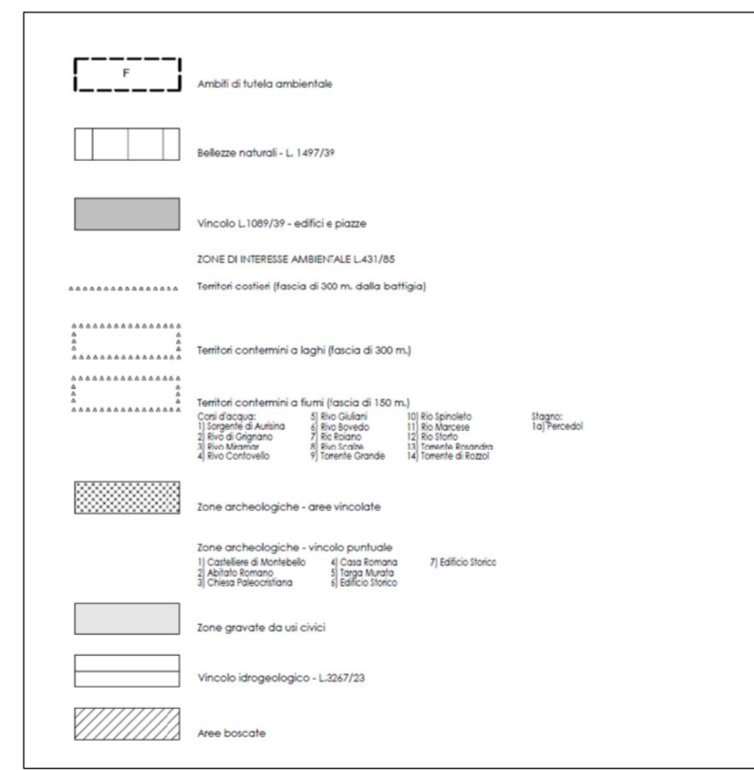 F
Ambiti di tutela ambientale
Bellezze naturali - L. 1497/39
Vincolo L.1089/39 - edifici e piazze
ZONE DI INTERESSE AMBIENTALE L.431/85
Territori costieri (fascia di 300 m. dalla battigia)
Territori contermini a laghi (fascia di 300 m.)
Territori contermini a fiumi (fascia di 150 m.)
Corsi d'acqua:
1) Sorgente di Aurisina
2) Rivo di Grignano
3) Rivo Miramar
4) Rivo Contovello
5) Rivo Giuliani
6) Rivo Bovedo
7) Rio Roiano
8) Rivo Scalze
9) Torrente Grande
10) Rio Spinoleto
11) Rio Marcese
12) Rio Storto
13) Torrente Rosandra
14) Torrente di Rozzol
Stagno:
1a) Percedol
Zone archeologiche - aree vincolate
Zone archeologiche - vincolo puntuale
1) Castelliere di Montebello
2) Abitato Romano
3) Chiesa Paleocristiana
4) Casa Romana
5) Targa Murata
6) Edificio Storico
7) Edificio Storico
Zone gravate da usi civici
Vincolo idrogeologico - L.3267/23
Aree boscate